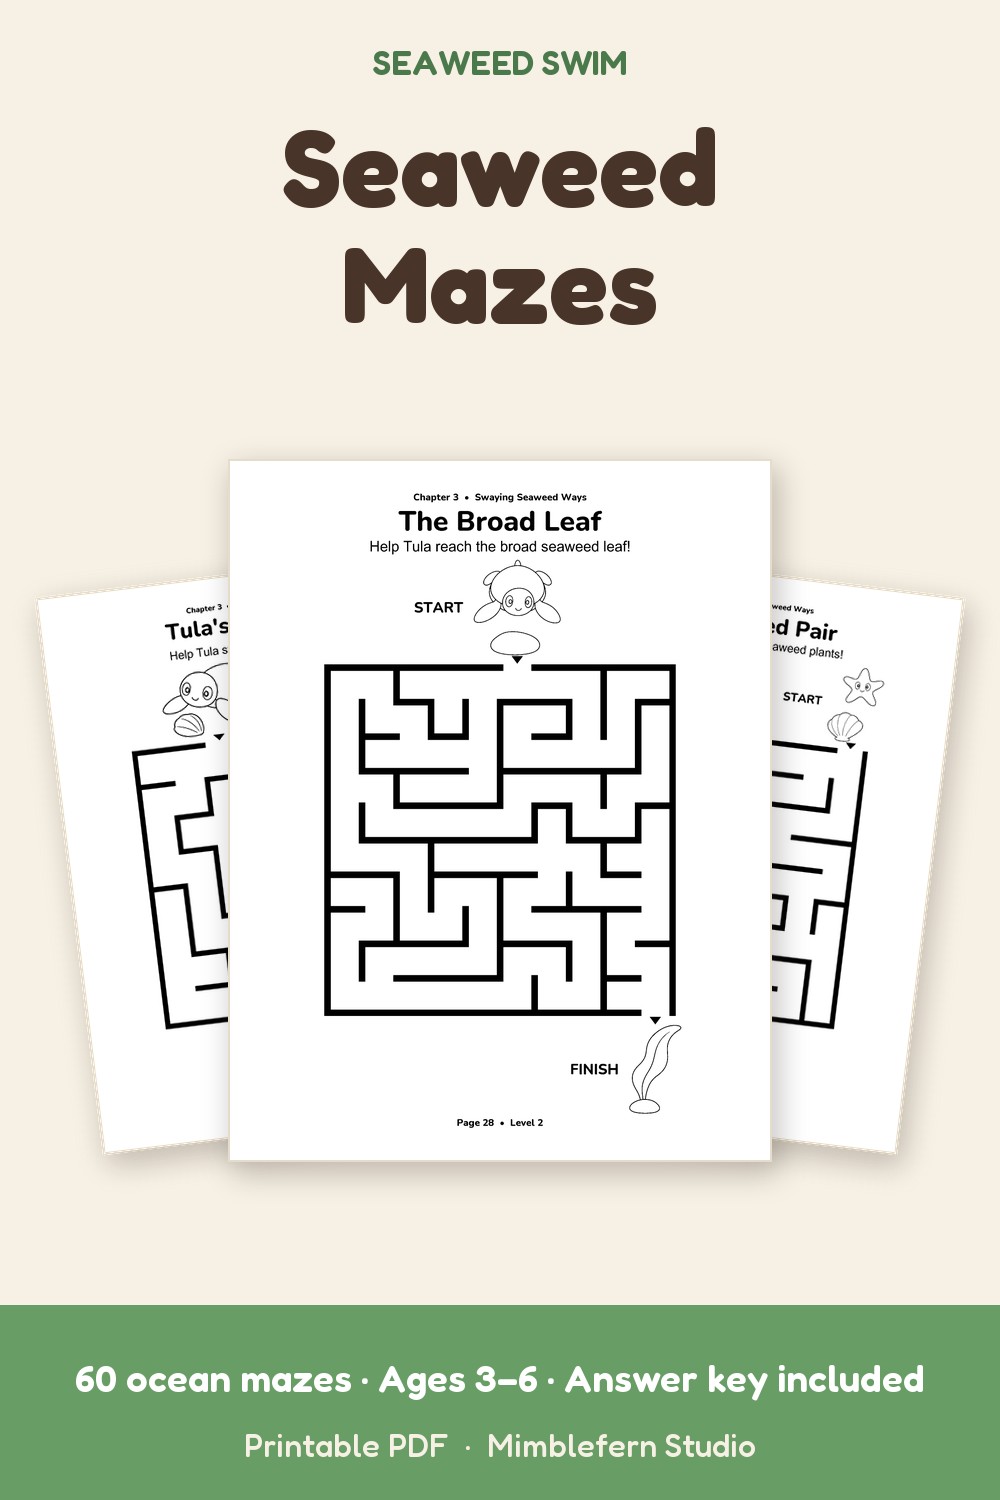 SEAWEED SWIM
Seaweed
Mazes
Chapter 3 • Swaying Seaweed Ways
The Broad Leaf
Help Tula reach the broad seaweed leaf!
START
FINISH
Page 28 • Level 2
Chapter 3 •
Tula's
Help Tula
Ways
Pair
plants!
START
60 ocean mazes · Ages 3–6 · Answer key included
Printable PDF · Mimblefern Studio